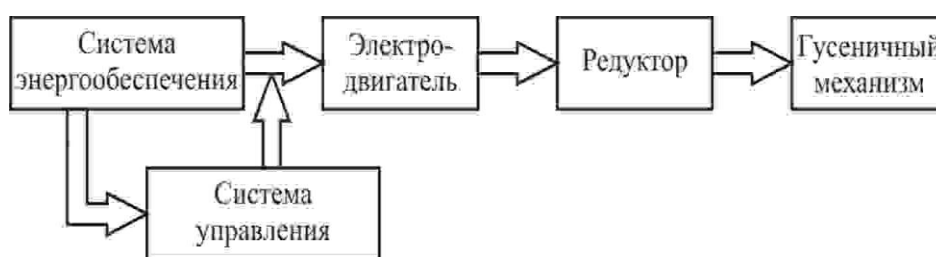 Система
энергообеспечения
Электро-
двигатель
Редуктор
Гусеничный
механизм
Система
управления